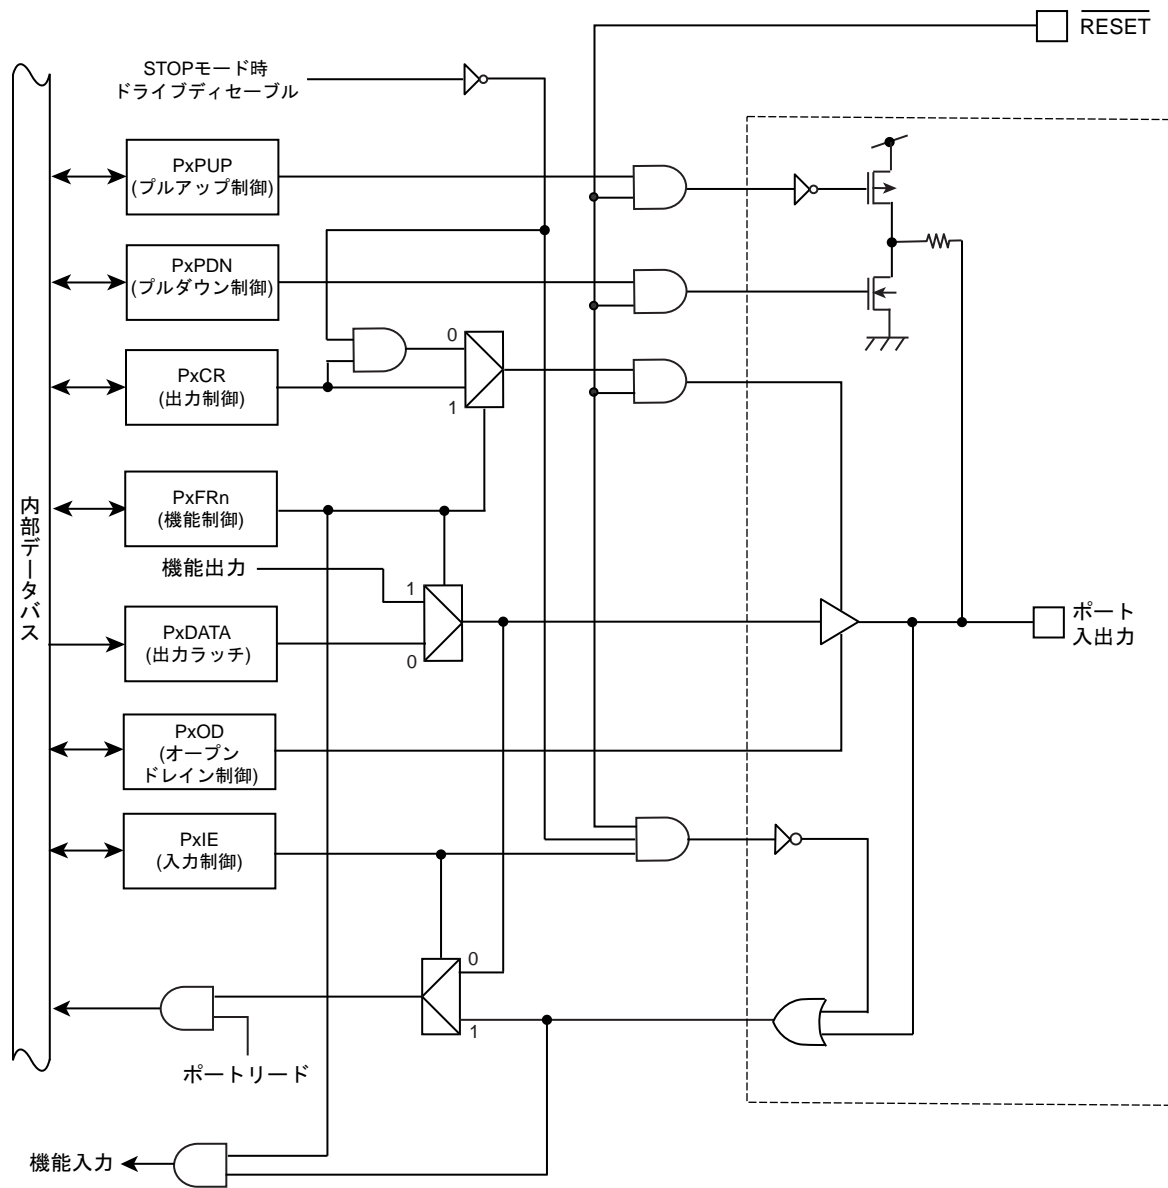 RESET
STOPモード時
ドライブディセーブル
PxPUP
(プルアップ制御)
PxPDN
(プルダウン制御)
0
PxCR
(出力制御)
1
内部データバス
PxFRn
(機能制御)
機能出力
1
PxDATA
(出力ラッチ)
0
ポート
入出力
PxOD
(オープン
ドレイン制御)
PxIE
(入力制御)
0
1
ポートリード
機能入力